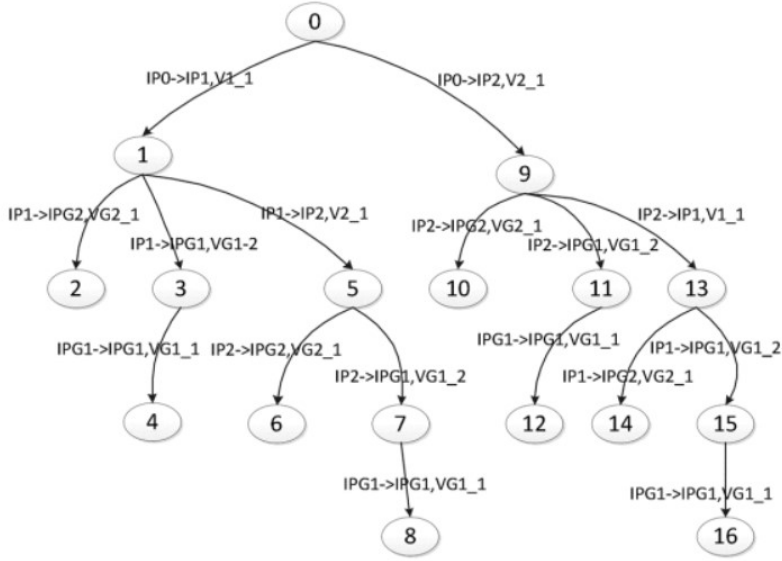 0
IP0->IP1,V1_1
IP0->IP2,V2_1
1
9
IP1->IPG2,VG2_1
IP1->IPG1,VG1-2
IP1->IP2,V2_1
IP2->IPG2,VG2_1
IP2->IPG1,VG1_2
IP2->IP1,V1_1
2
3
5
10
11
13
IPG1->IPG1,VG1_1
IP2->IPG2,VG2_1
IP2->IPG1,VG1_2
IPG1->IPG1,VG1_1
IP1->IPG2,VG2_1
IP1->IPG1,VG1_2
4
6
7
12
14
15
IPG1->IPG1,VG1_1
IPG1->IPG1,VG1_1
8
16